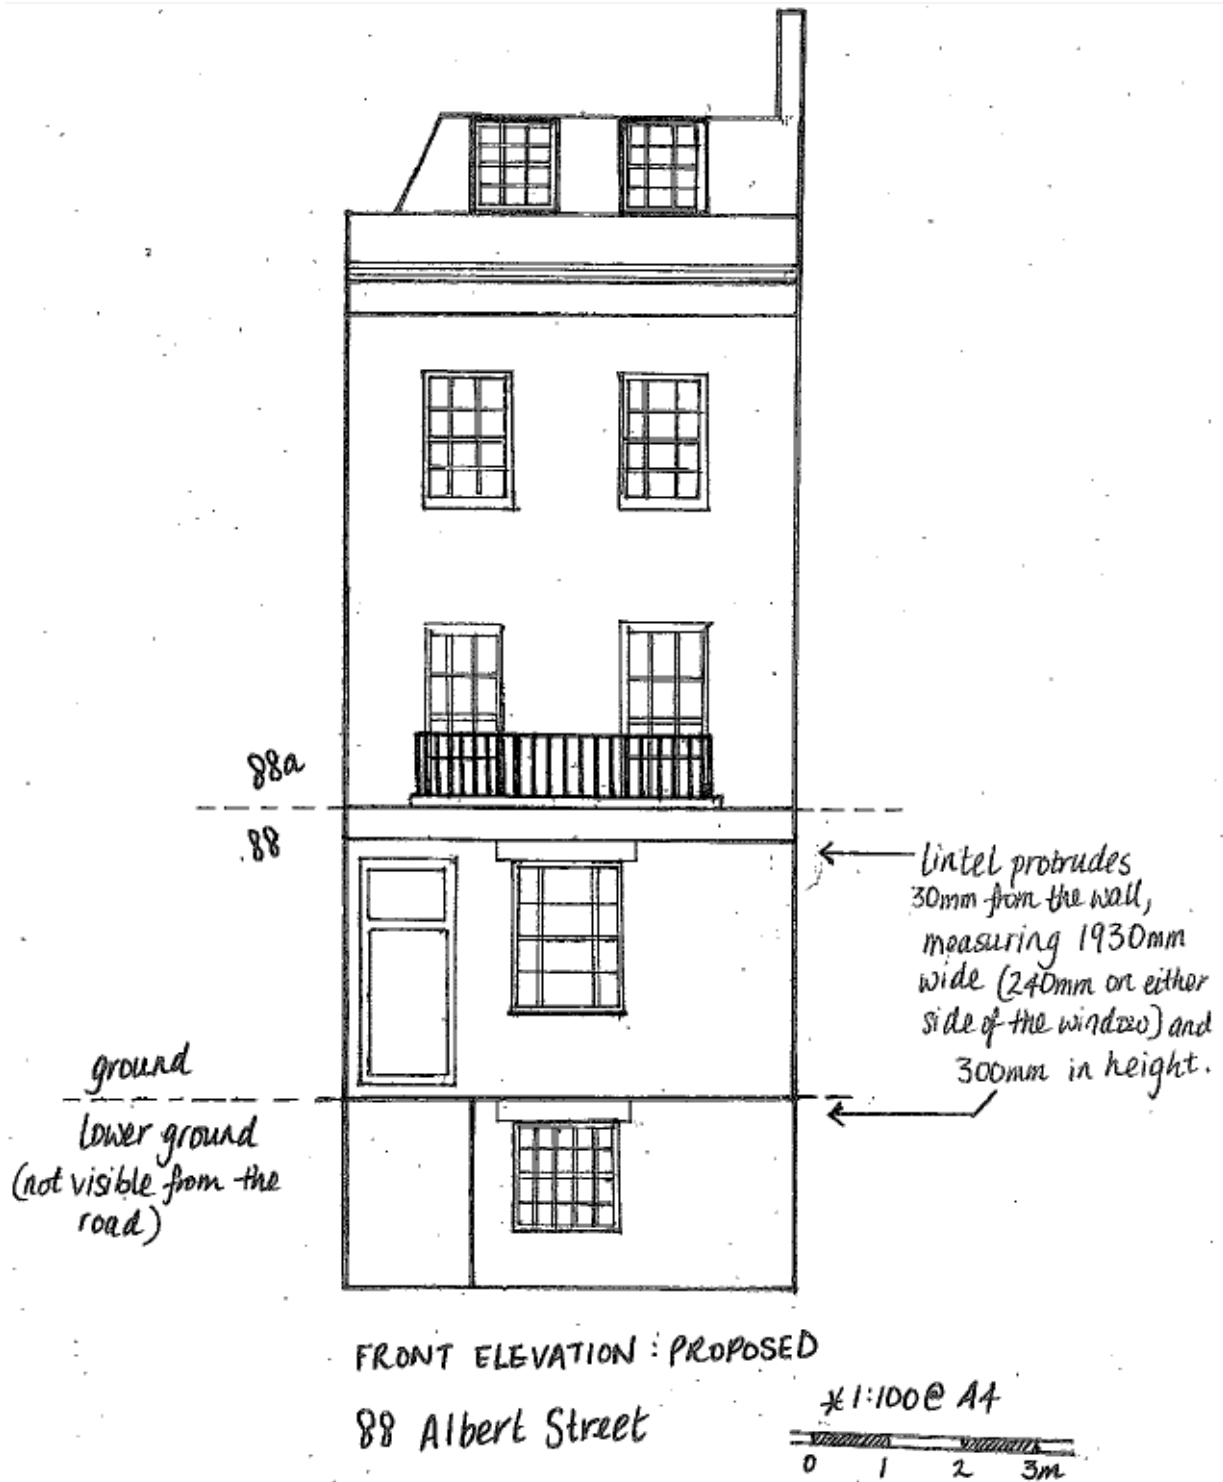 88a
88
lintel protrudes
30mm from the wall,
measuring 1930mm
wide (240mm on either
side of the window) and
300mm in height.
ground
lower ground
(not visible from the
road)
FRONT ELEVATION : PROPOSED
88 Albert Street
* 1:100 @ A4
0 1 2 3m